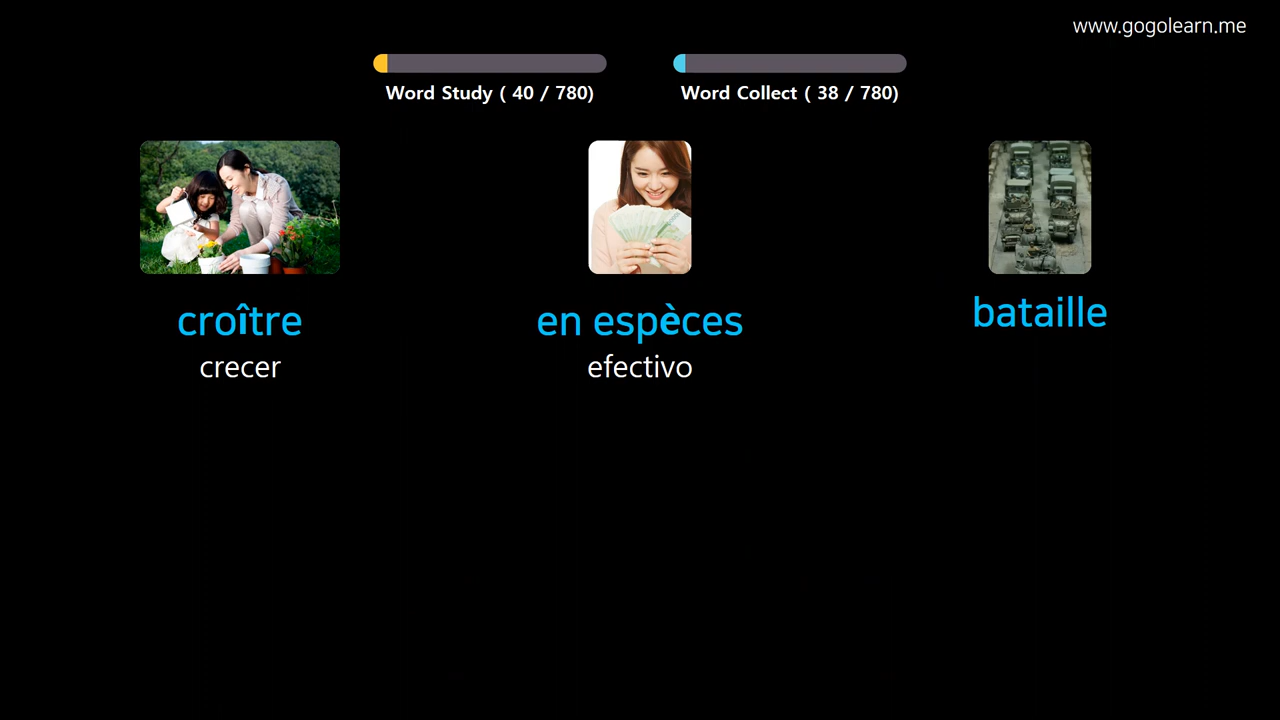 www.gogolearn.me
Word Study ( 40 / 780)
Word Collect ( 38 / 780)
croître
crecer
en espèces
efectivo
bataille